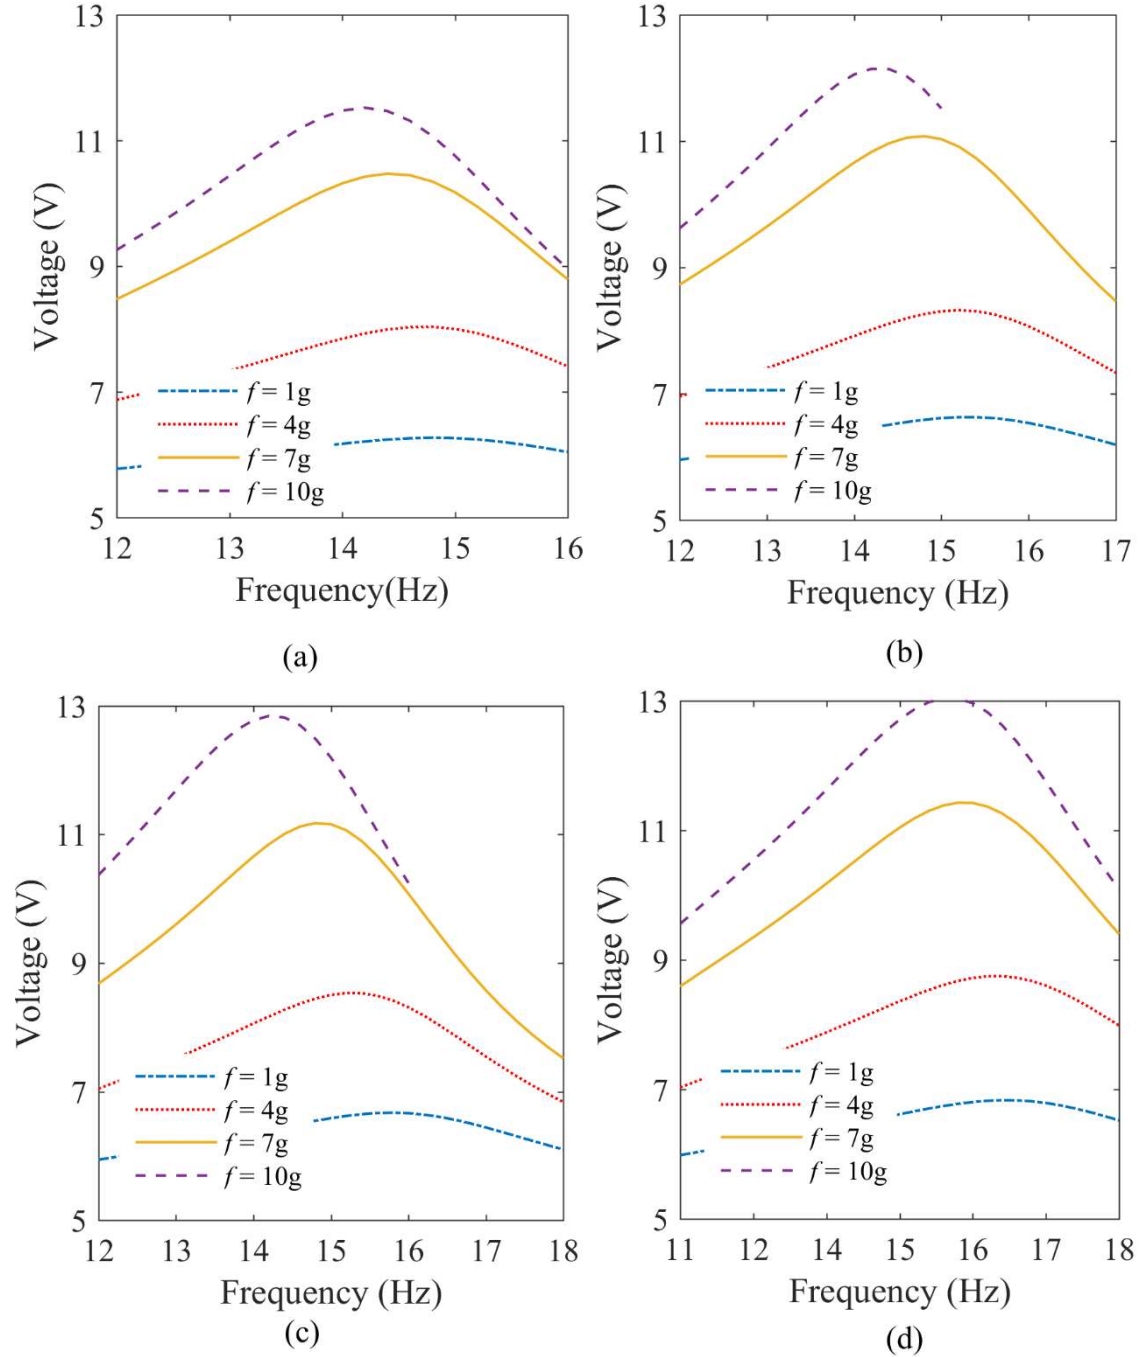 13
11
9
7
5
Voltage (V)
f = 1g
f = 4g
f = 7g
f = 10g
12 13 14 15 16
Frequency(Hz)
(a)
13
11
9
7
5
Voltage (V)
f = 1g
f = 4g
f = 7g
f = 10g
12 13 14 15 16 17
Frequency (Hz)
(b)
13
11
9
7
5
Voltage (V)
f = 1g
f = 4g
f = 7g
f = 10g
12 13 14 15 16 17 18
Frequency (Hz)
(c)
13
11
9
7
5
Voltage (V)
f = 1g
f = 4g
f = 7g
f = 10g
11 12 14 15 16 17 18
Frequency (Hz)
(d)